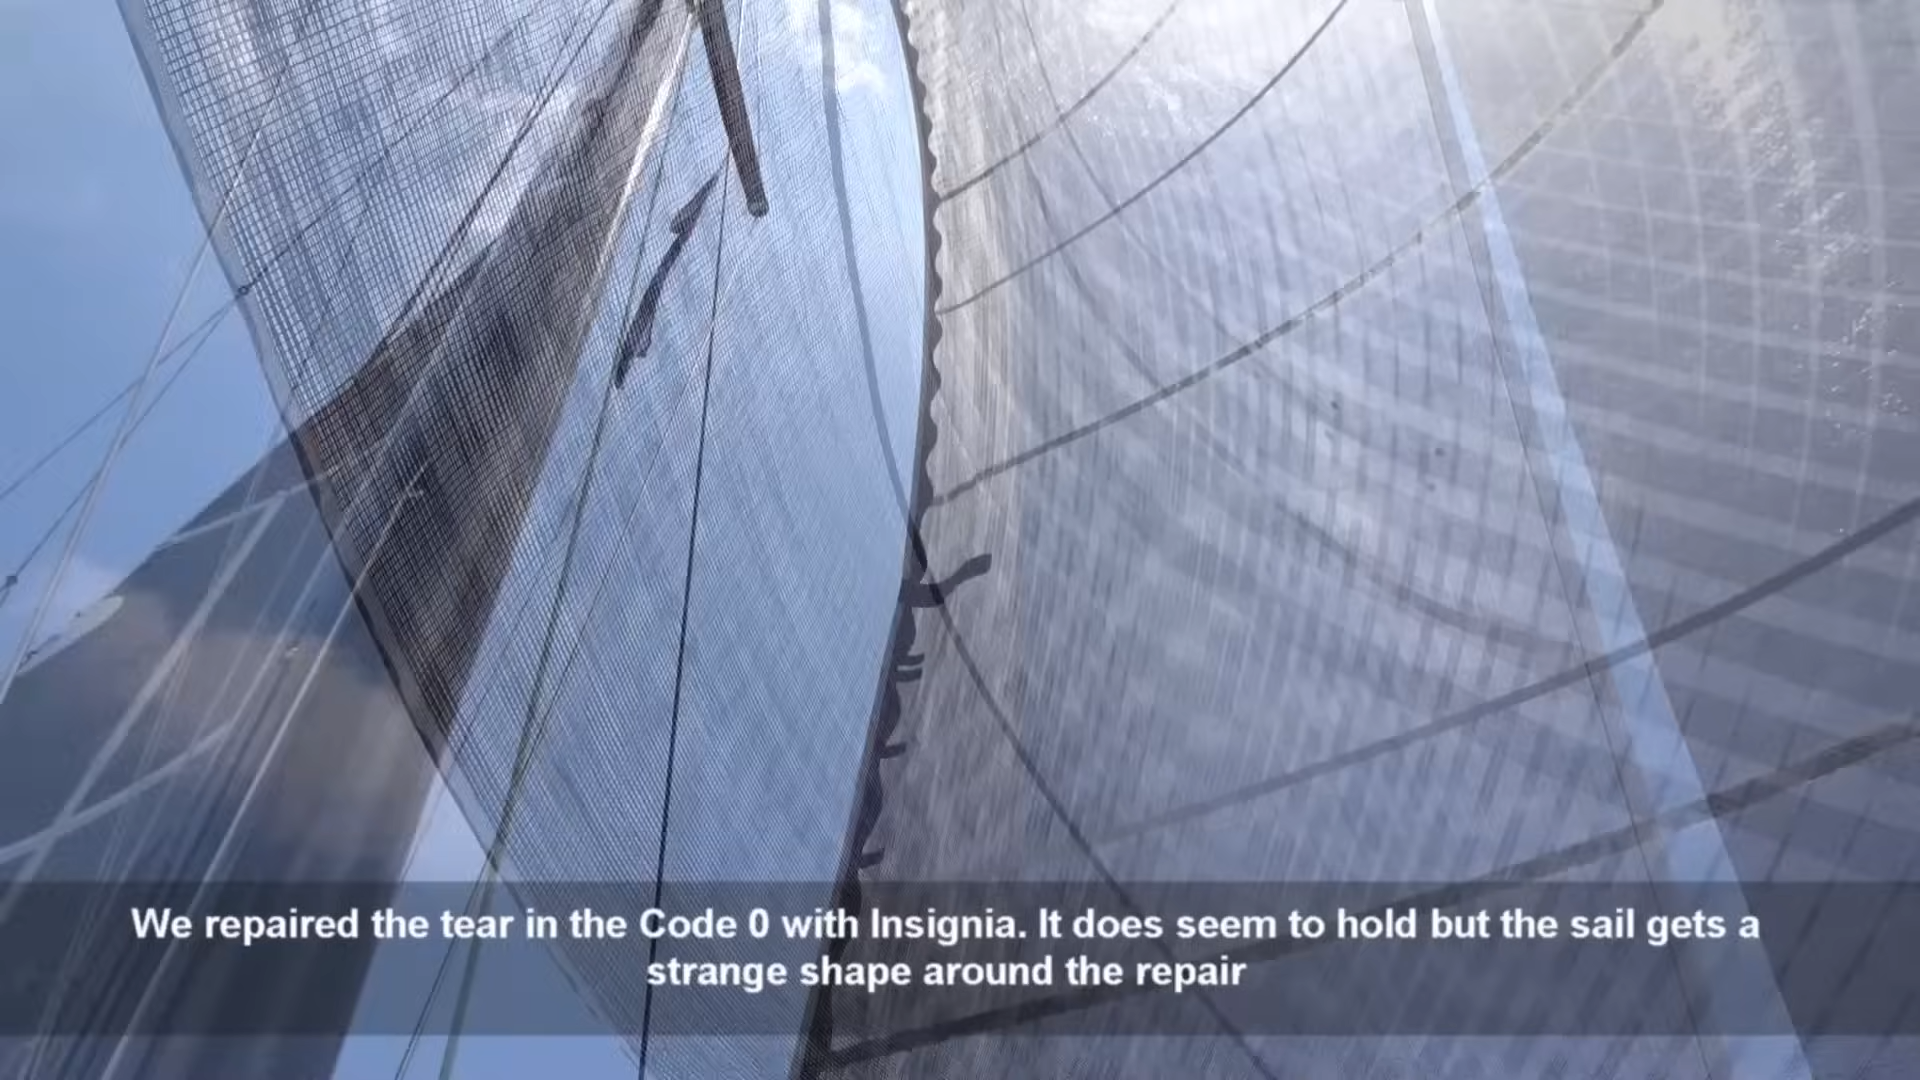 We repaired the tear in the Code 0 with Insignia. It does seem to hold but the sail gets a
strange shape around the repair